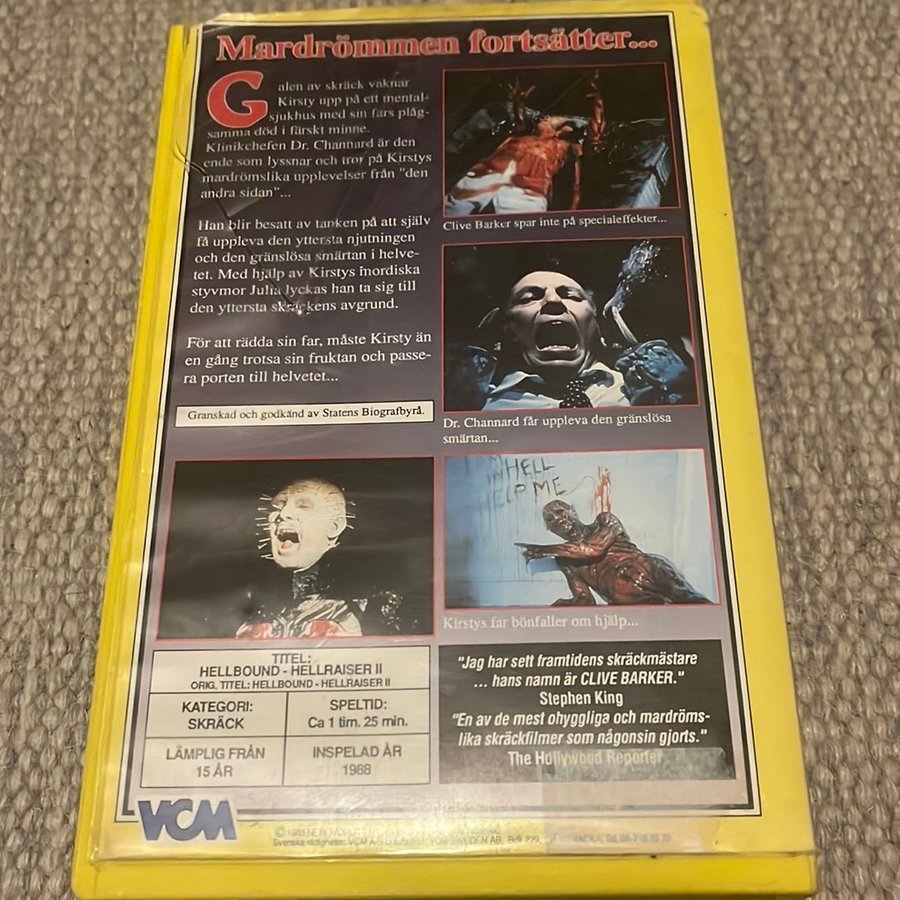 Mardrömmen fortsätter...
Galen av skräck vaknar
Kirsty upp på ett mental-
sjukhus med sin fars plåg-
samma död i färskt minne.
Klinikchefen Dr. Channard är den
ende som lyssnar och tror på Kirstys
mardrömslika upplevelser från "den
andra sidan"...
Han blir besatt av tanken på att själv
få uppleva den yttersta njutningen
och den gränslösa smärtan i helve-
tet. Med hjälp av Kirstys mordiska
styvmor Julia lyckas han ta sig till
den yttersta skräckens avgrund.
För att rädda sin far, måste Kirsty än
en gång trotsa sin fruktan och passe-
ra porten till helvetet...
Granskad och godkänd av Statens Biografbyrå.
Clive Barker spar inte på specialeffekter...
Dr. Channard får uppleva den gränslösa
smärtan...
IN HELL
HELP ME
Kirstys far bönfaller om hjälp...
TITEL:
HELLBOUND - HELLRAISER II
ORIG. TITEL: HELLBOUND - HELLRAISER II
KATEGORI:
SKRÄCK
SPELTID:
Ca 1 tim. 25 min.
LÄMPLIG FRÅN
15 ÅR
INSPELAD ÅR
1988
"Jag har sett framtidens skräckmästare
... hans namn är CLIVE BARKER."
Stephen King
"En av de mest ohyggliga och mardröms-
lika skräckfilmer som någonsin gjorts."
The Hollywood Reporter
VCM
© 1988 NEW
Svenska rättigheter: VCM SWEDEN AB.